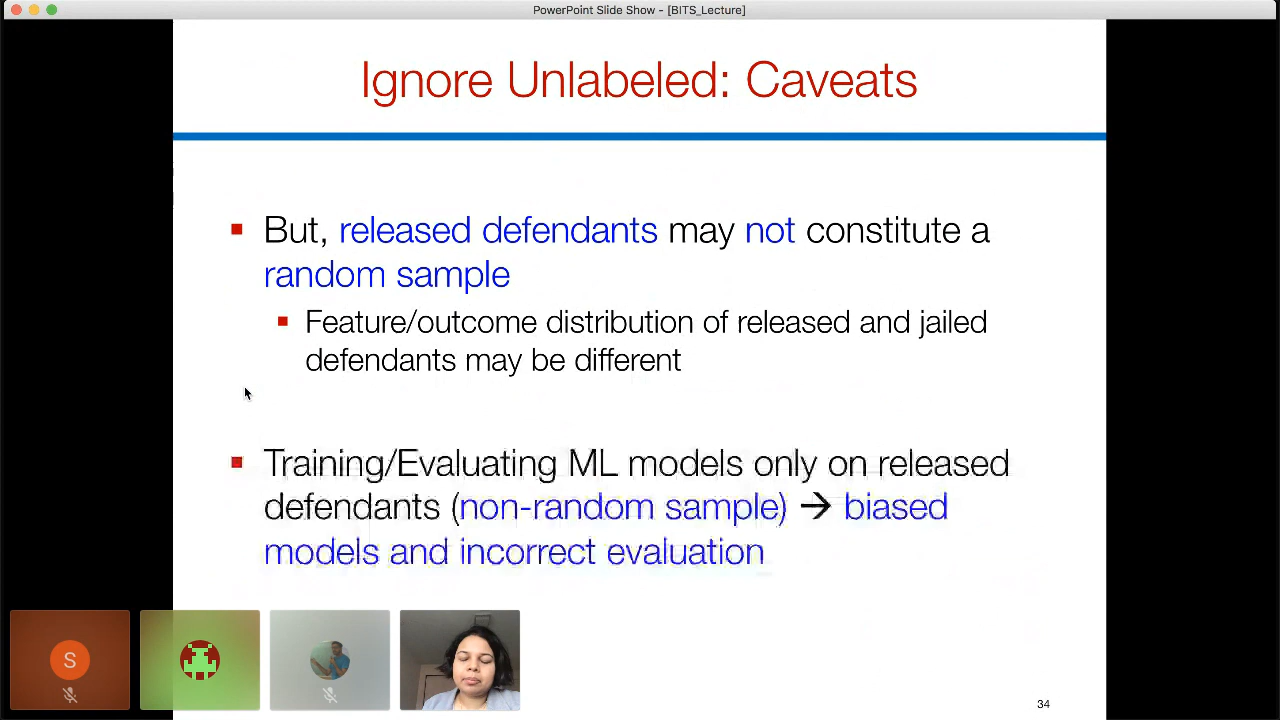 PowerPoint Slide Show - [BITS_Lecture]
Ignore Unlabeled: Caveats
But, released defendants may not constitute a
random sample
Feature/outcome distribution of released and jailed
defendants may be different
Training/Evaluating ML models only on released
defendants (non-random sample) → biased
models and incorrect evaluation
S
34